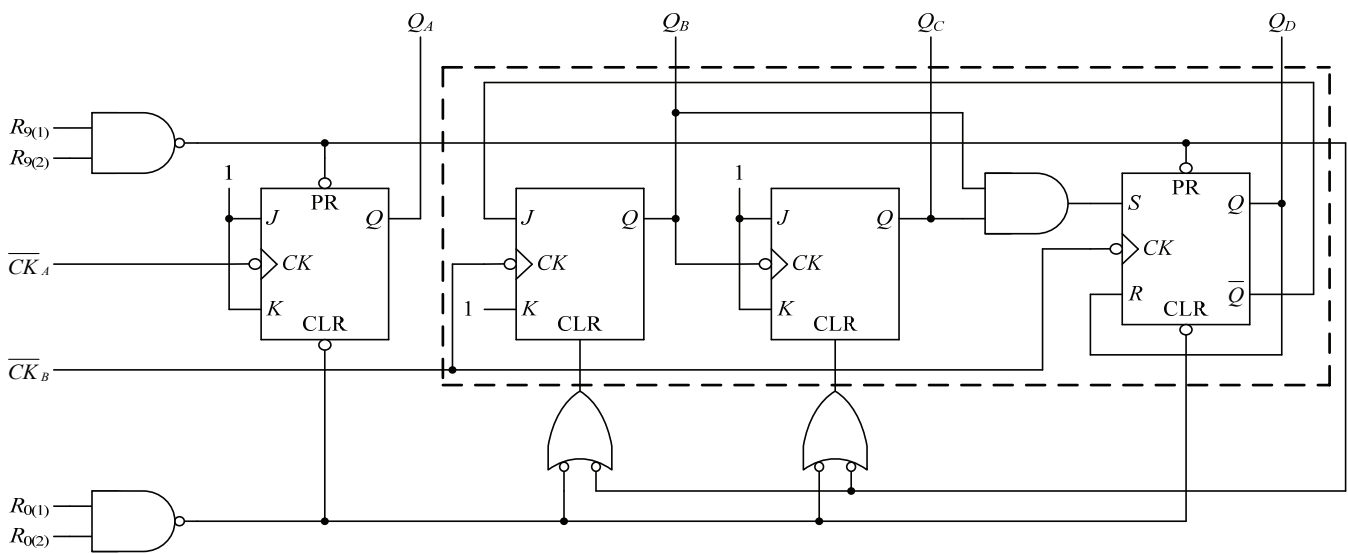 Q_A Q_B Q_C Q_D
R_9(1)
R_9(2)
1 1
PR PR
J Q J Q J Q S Q
C̅K̅_A CK CK CK CK
K 1 K K R Q̅
CLR CLR CLR CLR
C̅K̅_B
R_0(1)
R_0(2)